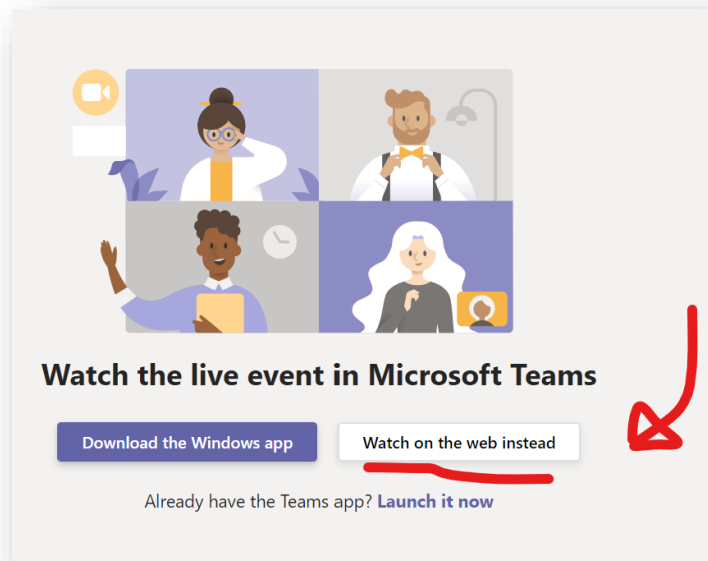 Watch the live event in Microsoft Teams
Download the Windows app
Watch on the web instead
Already have the Teams app? Launch it now